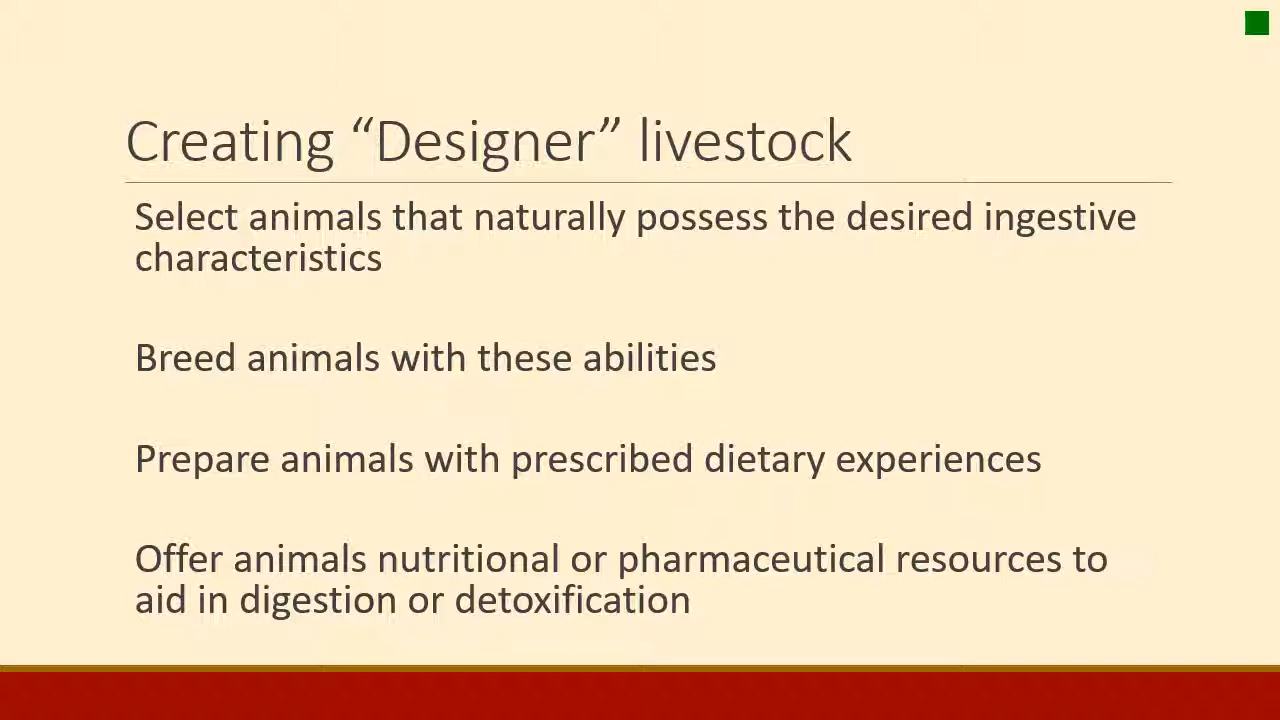 Creating “Designer” livestock
Select animals that naturally possess the desired ingestive
characteristics
Breed animals with these abilities
Prepare animals with prescribed dietary experiences
Offer animals nutritional or pharmaceutical resources to
aid in digestion or detoxification